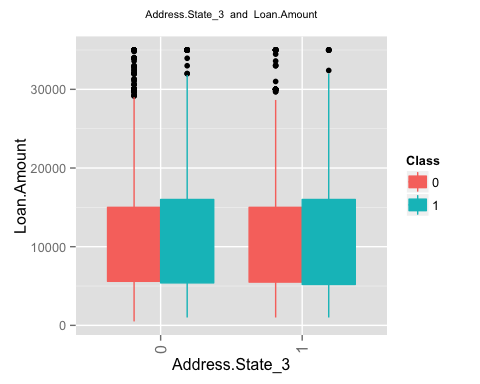 Address.State_3 and Loan.Amount
Loan.Amount
30000
20000
10000
0
0
1
Address.State_3
Class
0
1